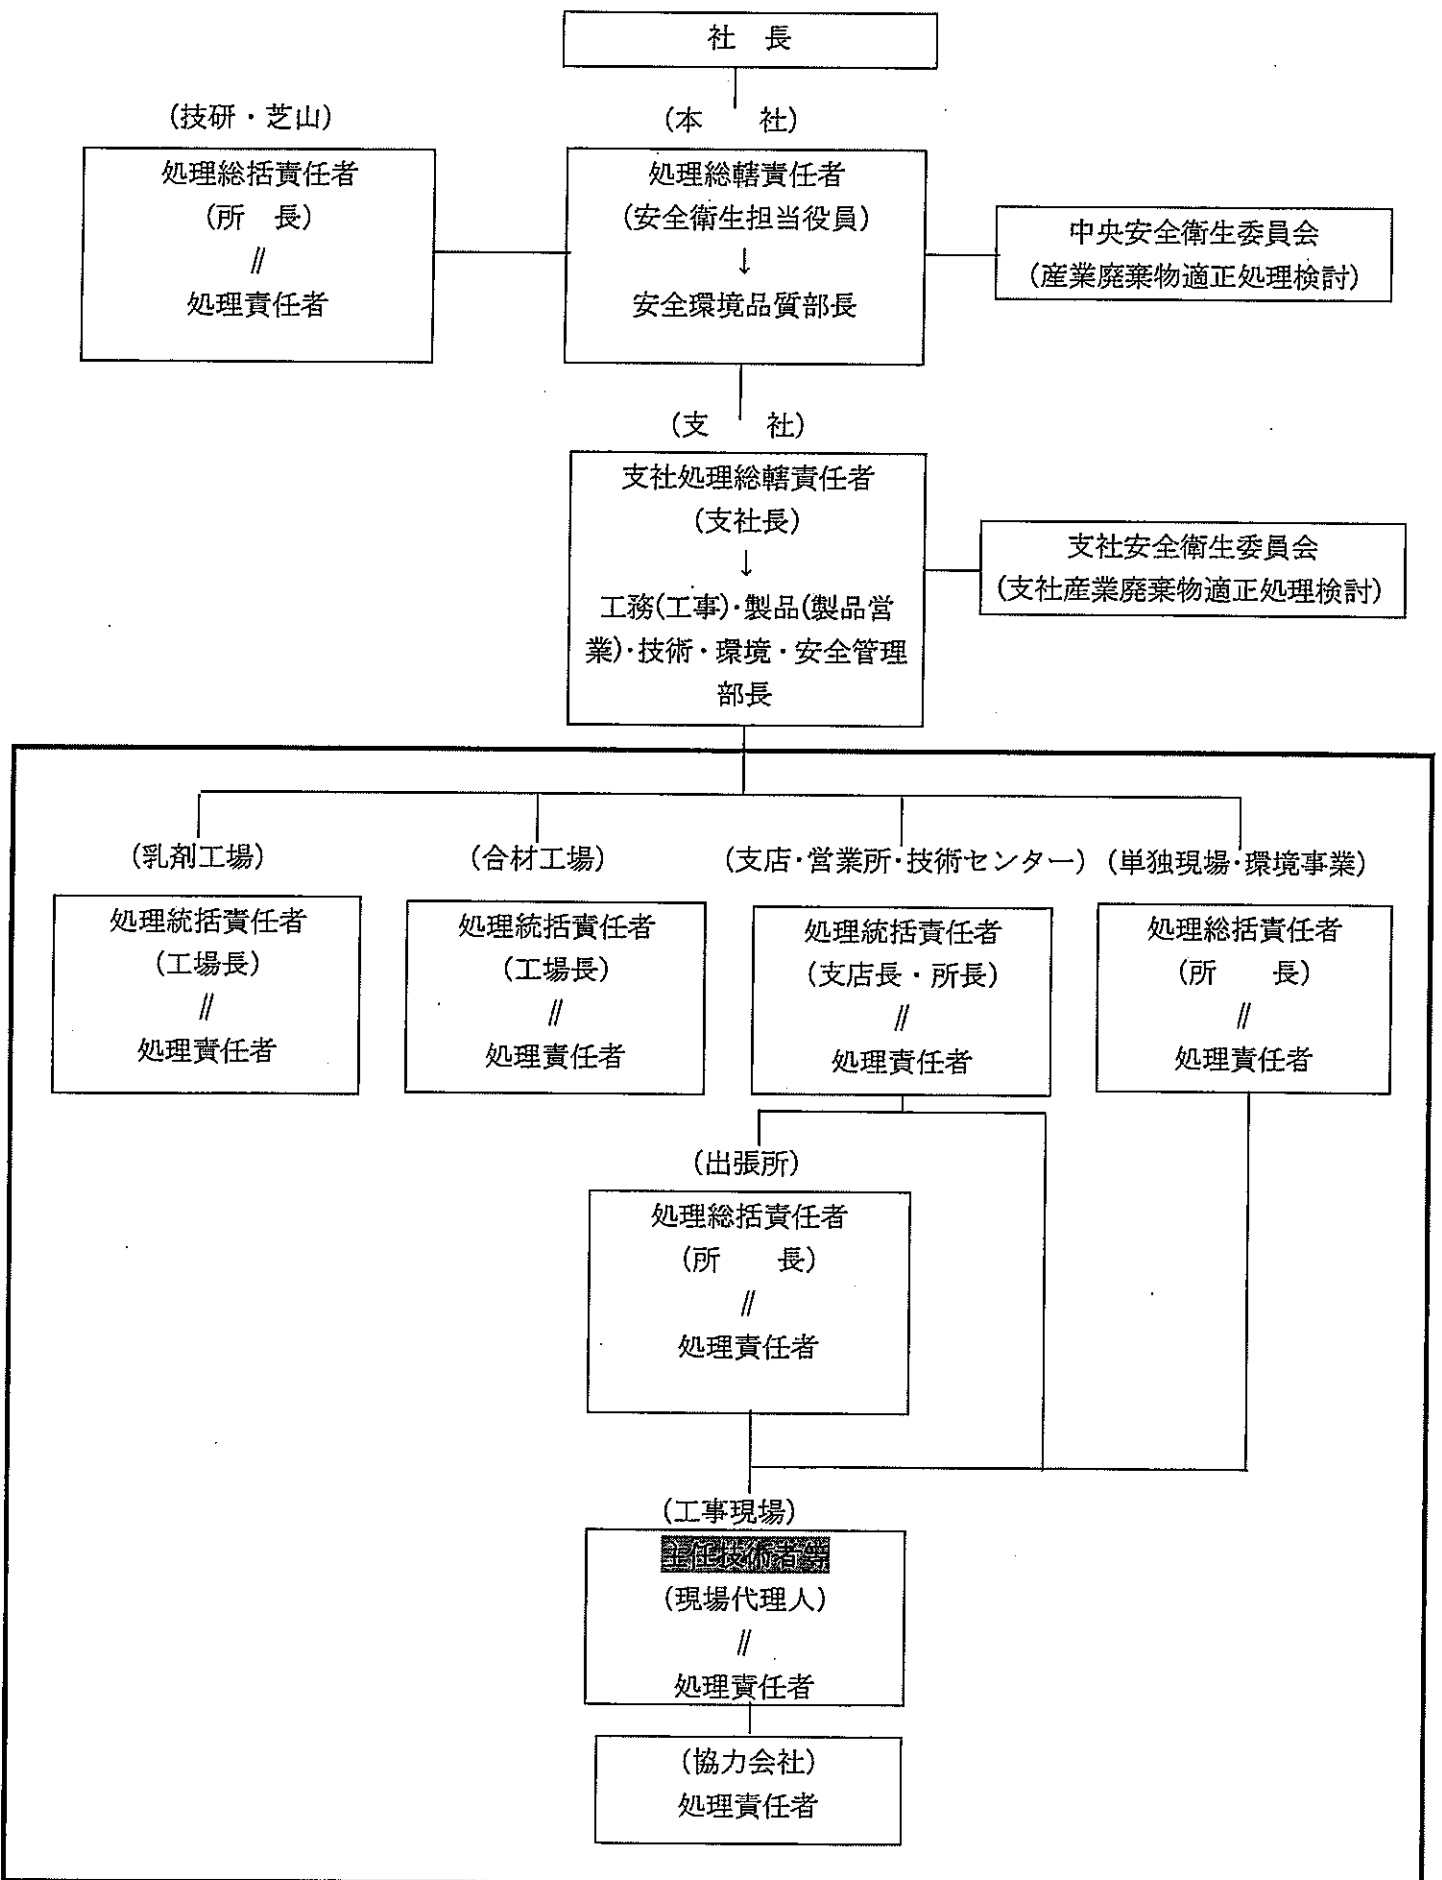 社　長
(技研・芝山)
処理総括責任者
(所　長)
〃
処理責任者
(本　　社)
処理総轄責任者
(安全衛生担当役員)
↓
安全環境品質部長
中央安全衛生委員会
(産業廃棄物適正処理検討)
(支　　社)
支社処理総轄責任者
(支社長)
↓
工務(工事)・製品(製品営
業)・技術・環境・安全管理
部長
支社安全衛生委員会
(支社産業廃棄物適正処理検討)
(乳剤工場)
処理統括責任者
(工場長)
〃
処理責任者
(合材工場)
処理統括責任者
(工場長)
〃
処理責任者
(支店・営業所・技術センター)
処理統括責任者
(支店長・所長)
〃
処理責任者
(単独現場・環境事業)
処理総括責任者
(所　　長)
〃
処理責任者
(出張所)
処理総括責任者
(所　　長)
〃
処理責任者
(工事現場)
主任技術者等
(現場代理人)
〃
処理責任者
(協力会社)
処理責任者